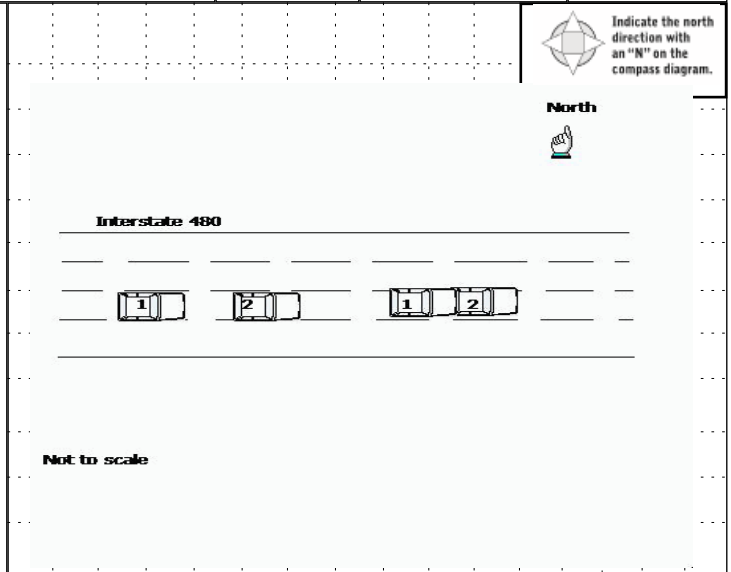 Indicate the north
direction with
an “N” on the
compass diagram.
North
Interstate 480
1 2 1 2
Not to scale